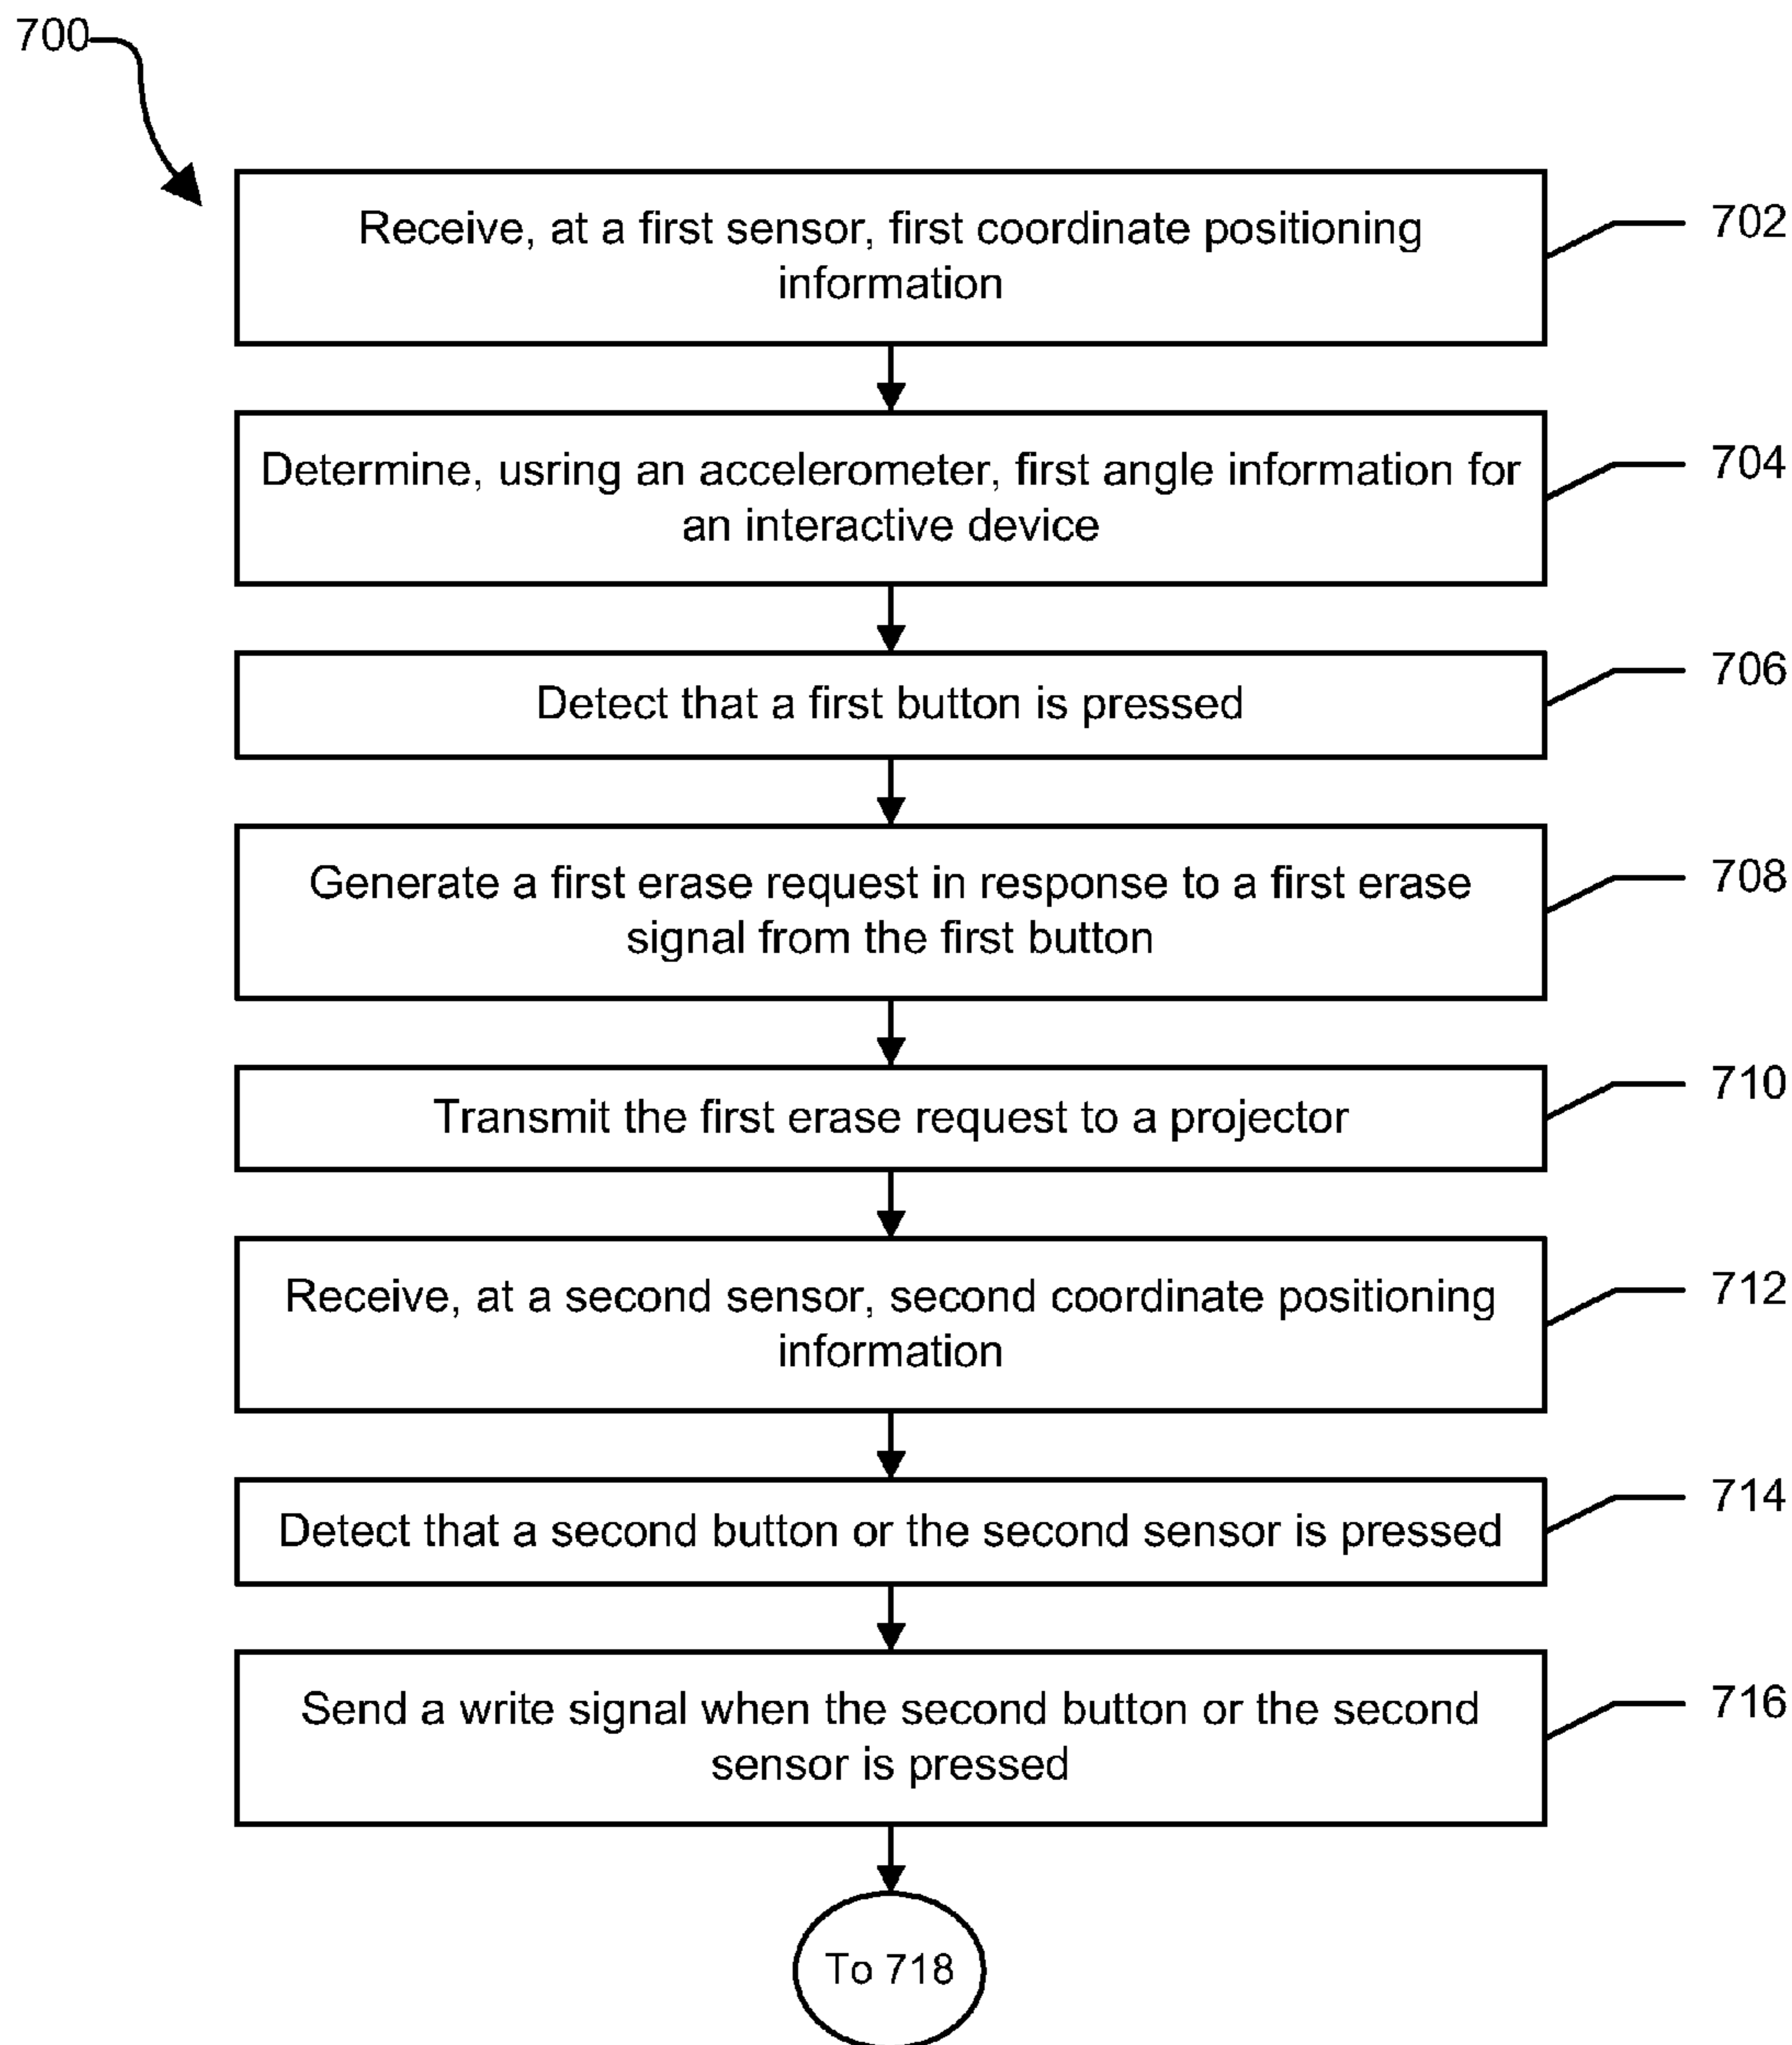 700
Receive, at a first sensor, first coordinate positioning
information
702
Determine, usring an accelerometer, first angle information for
an interactive device
704
Detect that a first button is pressed
706
Generate a first erase request in response to a first erase
signal from the first button
708
Transmit the first erase request to a projector
710
Receive, at a second sensor, second coordinate positioning
information
712
Detect that a second button or the second sensor is pressed
714
Send a write signal when the second button or the second
sensor is pressed
716
To 718